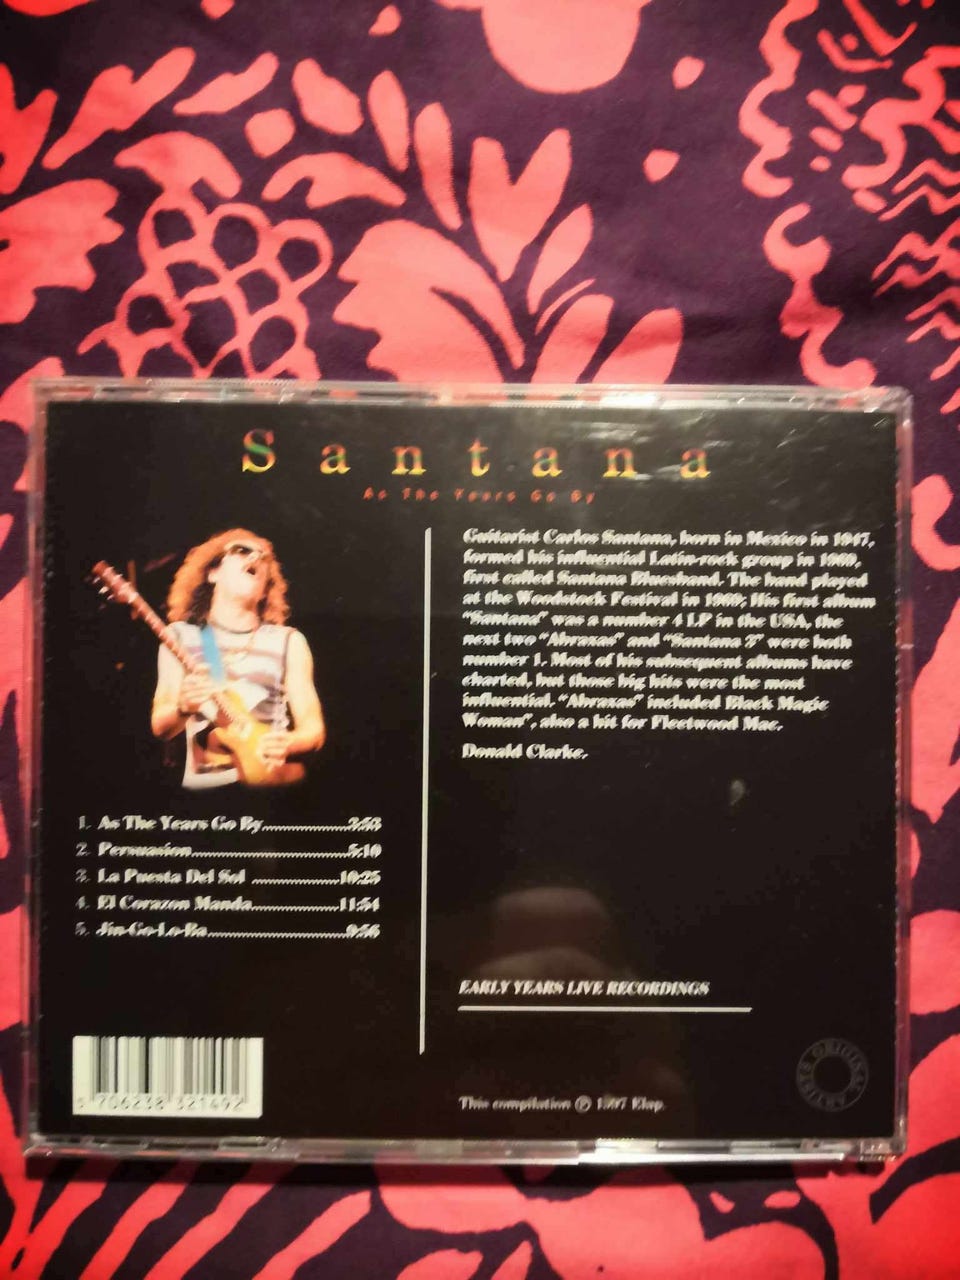 Santana
As The Years Go By
Guitarist Carlos Santana, born in Mexico in 1947,
formed his influential Latin-rock group in 1969,
first called Santana Bluesband. The band played
at the Woodstock Festival in 1969; His first album
"Santana" was a number 4 LP in the USA, the
next two "Abraxas" and "Santana 3" were both
number 1. Most of his subsequent albums have
charted, but those big hits were the most
influential. "Abraxas" included Black Magic
Woman", also a hit for Fleetwood Mac.
Donald Clarke.
1. As The Years Go By..................3:53
2. Persuasion..................5:10
3. La Puesta Del Sol ..................10:25
4. El Corazon Manda..................11:54
5. Jin-Go-Lo-Ba..................9:56
EARLY YEARS LIVE RECORDINGS
5 706238 321492
This compilation ℗ 1997 Elap.
ORIGINAL ARTIST